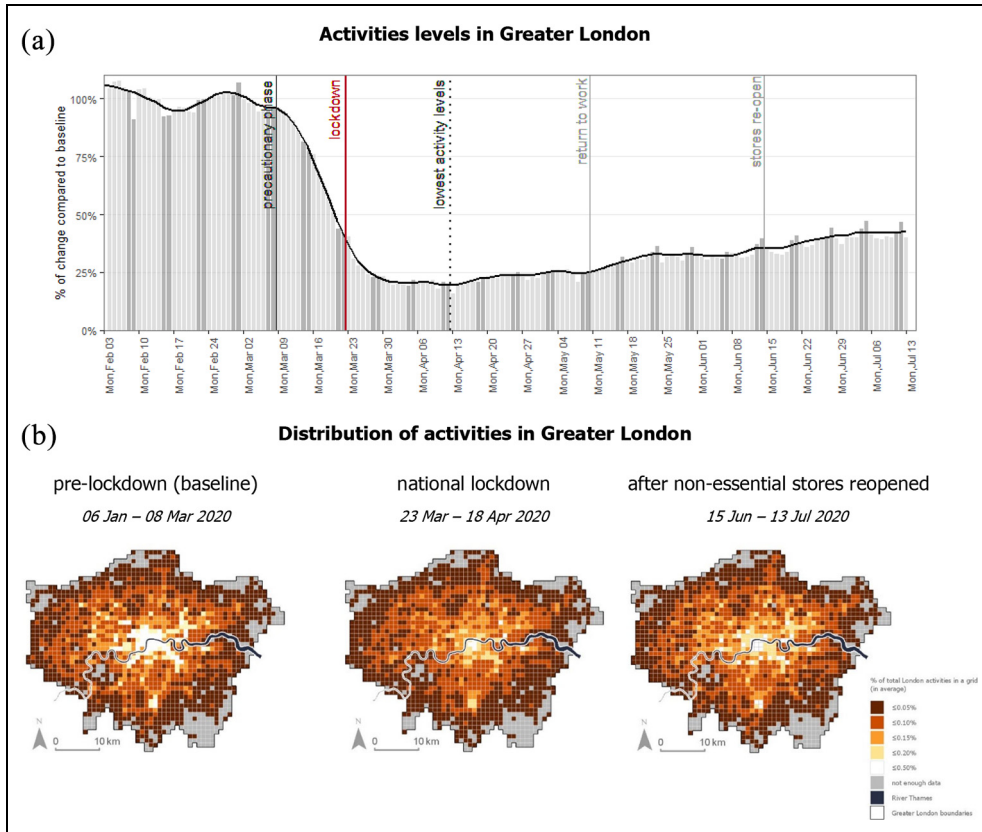 (a)
Activities levels in Greater London
% of change compared to baseline
100%
75%
50%
25%
0%
precautionary phase
lockdown
lowest activity levels
return to work
stores re-open
Mon,Feb 03
Mon,Feb 10
Mon,Feb 17
Mon,Feb 24
Mon,Mar 02
Mon,Mar 09
Mon,Mar 16
Mon,Mar 23
Mon,Mar 30
Mon,Apr 06
Mon,Apr 13
Mon,Apr 20
Mon,Apr 27
Mon,May 04
Mon,May 11
Mon,May 18
Mon,May 25
Mon,Jun 01
Mon,Jun 08
Mon,Jun 15
Mon,Jun 22
Mon,Jun 29
Mon,Jul 06
Mon,Jul 13
(b)
Distribution of activities in Greater London
pre-lockdown (baseline)
06 Jan – 08 Mar 2020
N
0 10 km
national lockdown
23 Mar – 18 Apr 2020
N
0 10 km
after non-essential stores reopened
15 Jun – 13 Jul 2020
N
0 10 km
% of total London activities in a grid
(in average)
≤0.05%
≤0.10%
≤0.15%
≤0.20%
≤0.50%
not enough data
River Thames
Greater London boundaries